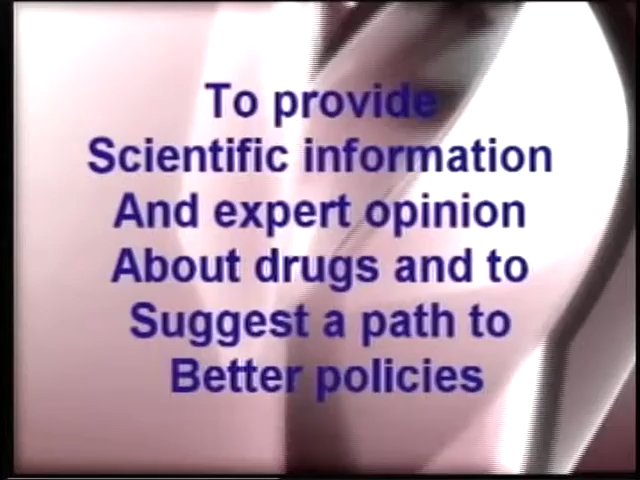 To provide
Scientific information
And expert opinion
About drugs and to
Suggest a path to
Better policies